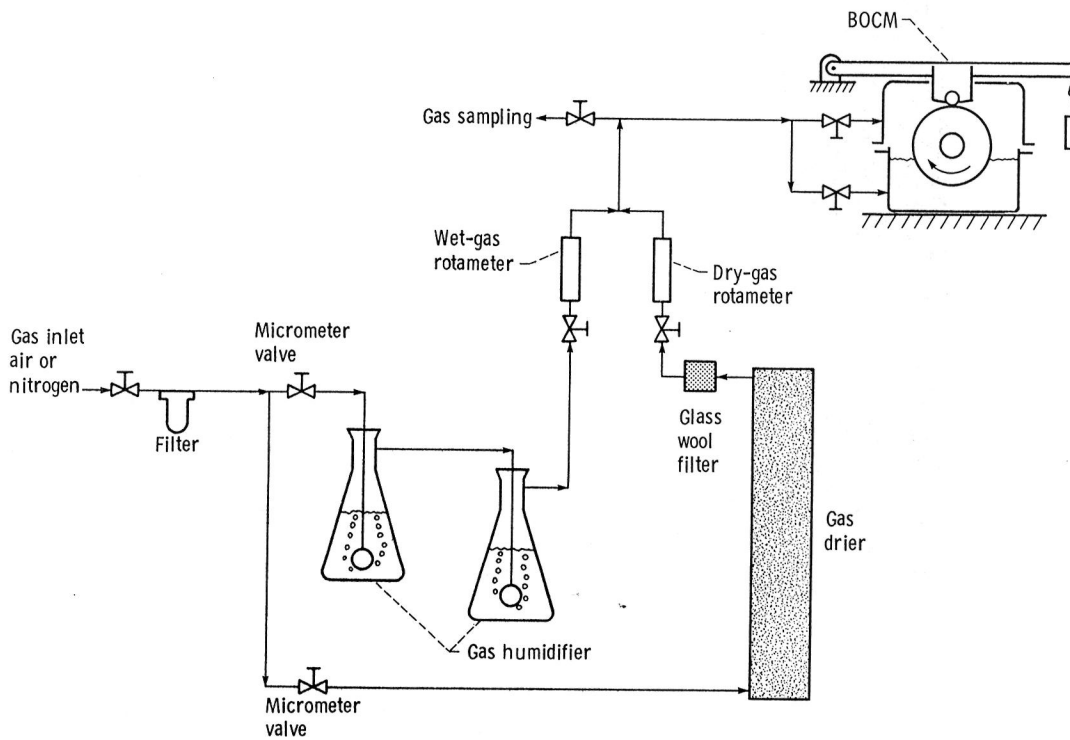 BOCM
Gas sampling
Wet-gas
rotameter
Dry-gas
rotameter
Gas inlet
air or
nitrogen
Micrometer
valve
Filter
Glass
wool
filter
Gas
drier
Gas humidifier
Micrometer
valve